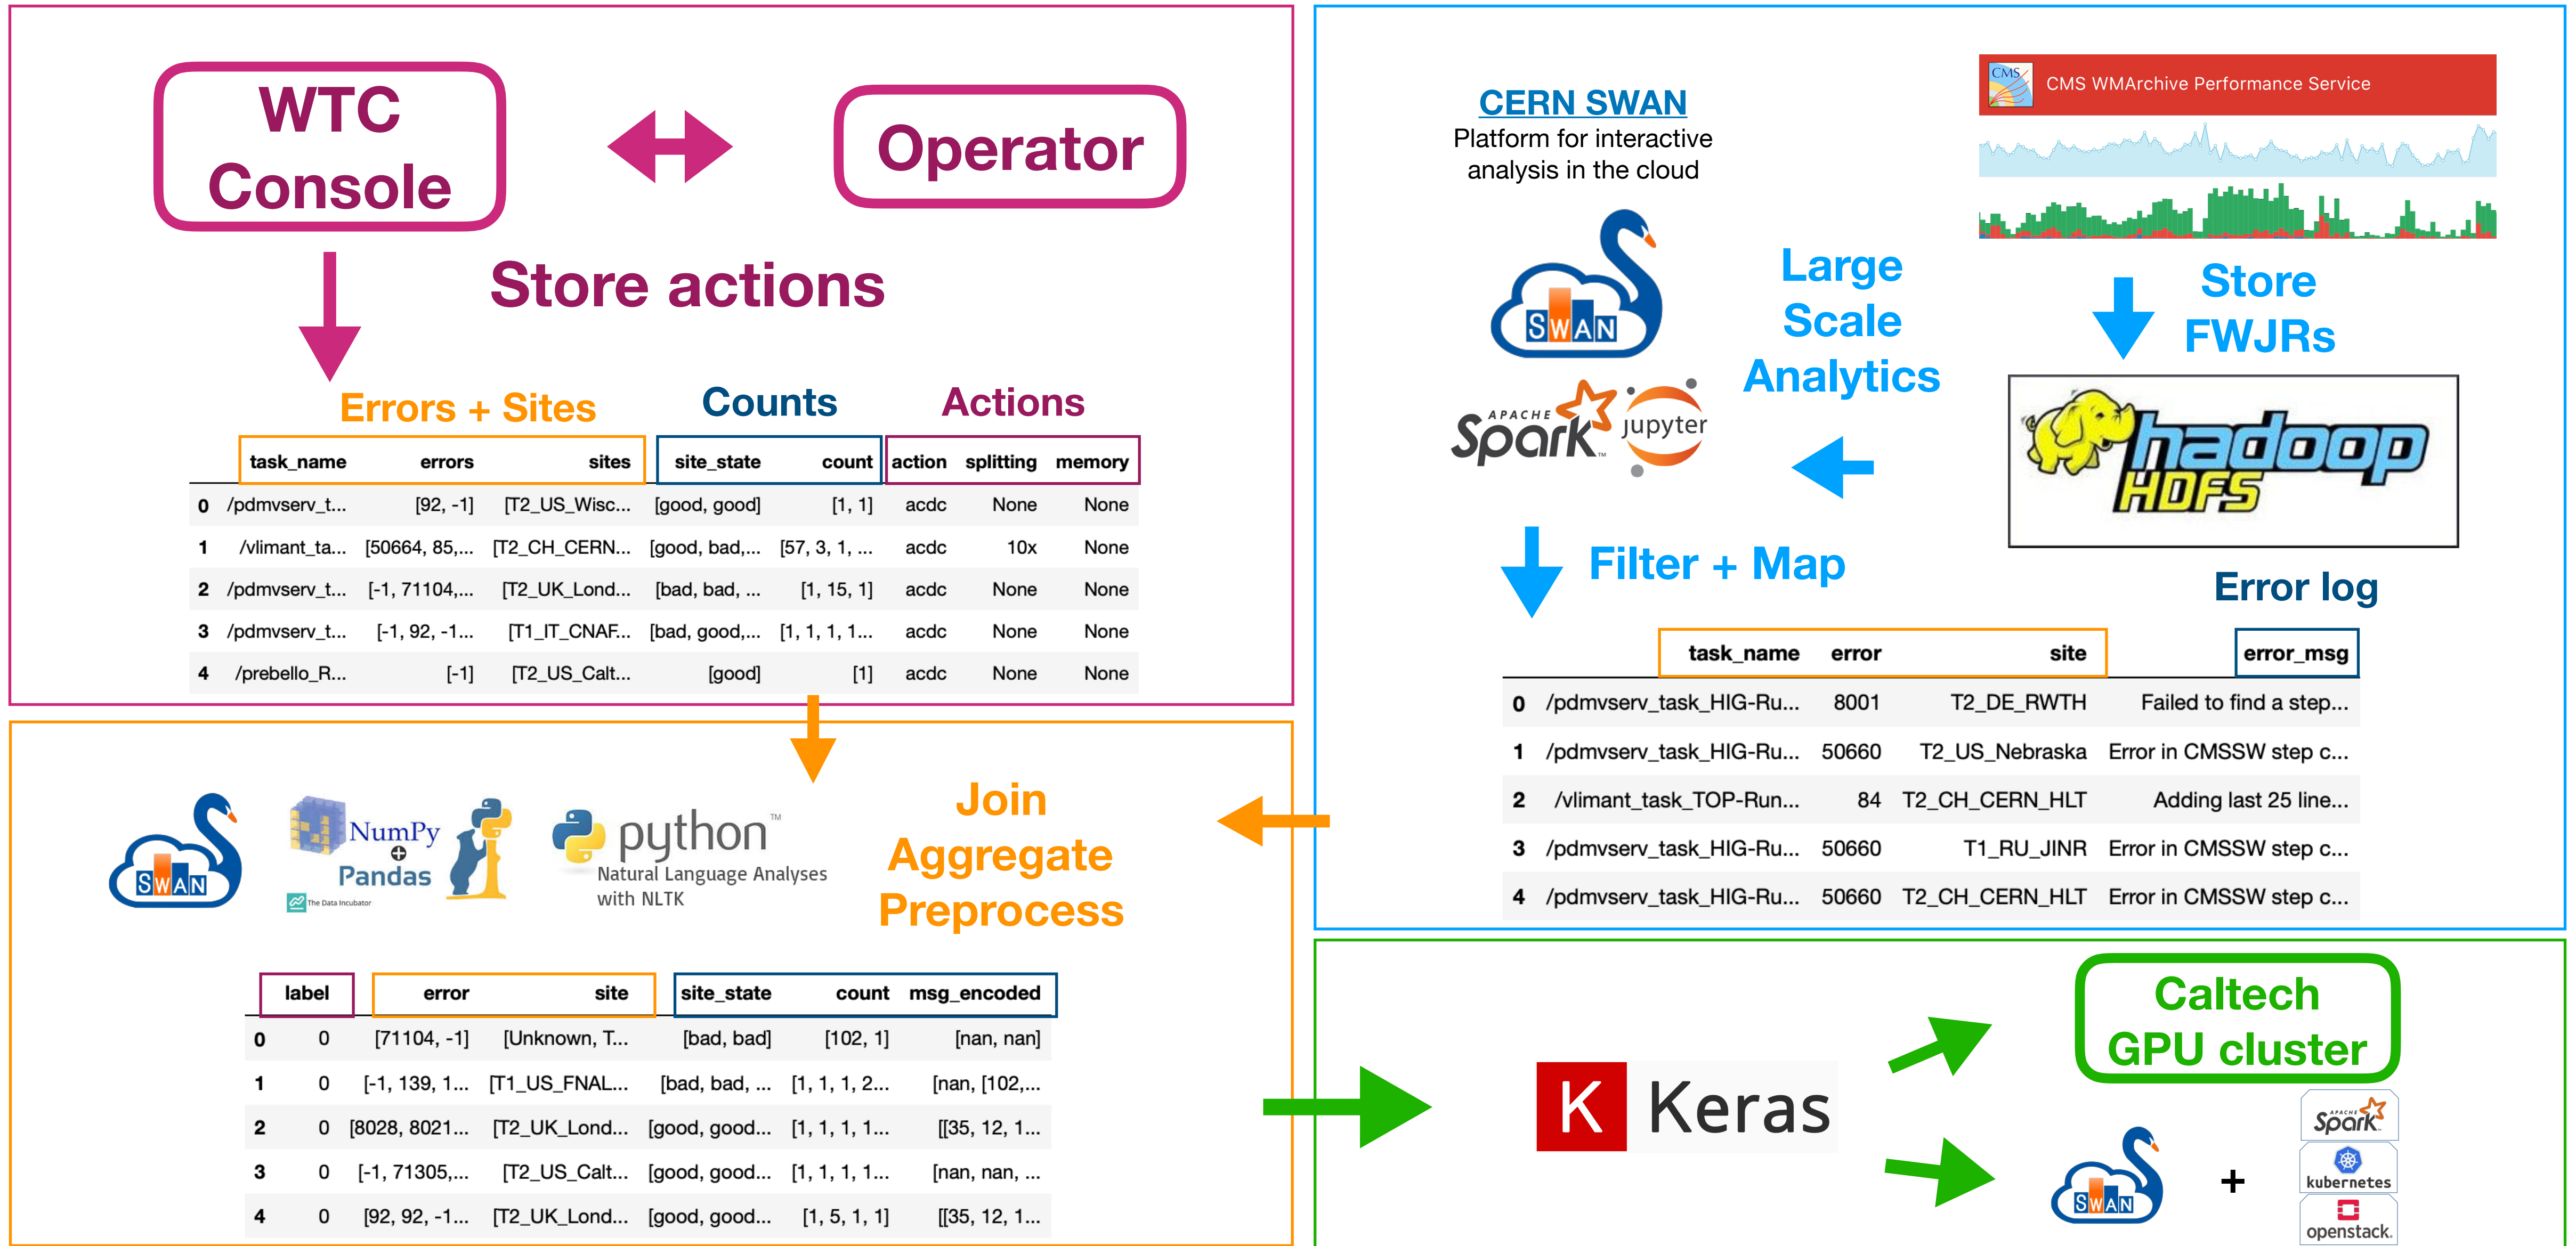 WTC
Console
Operator
Store actions
Errors + Sites Counts Actions
task_name errors sites site_state count action splitting memory
0 /pdmvserv_t... [92, -1] [T2_US_Wisc... [good, good] [1, 1] acdc None None
1 /vlimant_ta... [50664, 85,... [T2_CH_CERN... [good, bad,... [57, 3, 1, ... acdc 10x None
2 /pdmvserv_t... [-1, 71104,... [T2_UK_Lond... [bad, bad, ... [1, 15, 1] acdc None None
3 /pdmvserv_t... [-1, 92, -1... [T1_IT_CNAF... [bad, good,... [1, 1, 1, 1... acdc None None
4 /prebello_R... [-1] [T2_US_Calt... [good] [1] acdc None None
CERN SWAN
Platform for interactive
analysis in the cloud
SWAN
APACHE
Spark™
jupyter
Large
Scale
Analytics
CMS
CMS WMArchive Performance Service
Store
FWJRs
hadoop
HDFS
Filter + Map
Error log
task_name error site error_msg
0 /pdmvserv_task_HIG-Ru... 8001 T2_DE_RWTH Failed to find a step...
1 /pdmvserv_task_HIG-Ru... 50660 T2_US_Nebraska Error in CMSSW step c...
2 /vlimant_task_TOP-Run... 84 T2_CH_CERN_HLT Adding last 25 line...
3 /pdmvserv_task_HIG-Ru... 50660 T1_RU_JINR Error in CMSSW step c...
4 /pdmvserv_task_HIG-Ru... 50660 T2_CH_CERN_HLT Error in CMSSW step c...
SWAN
NumPy
+
Pandas
The Data Incubator
python™
Natural Language Analyses
with NLTK
Join
Aggregate
Preprocess
label error site site_state count msg_encoded
0 0 [71104, -1] [Unknown, T... [bad, bad] [102, 1] [nan, nan]
1 0 [-1, 139, 1... [T1_US_FNAL... [bad, bad, ... [1, 1, 1, 2... [nan, [102,...
2 0 [8028, 8021... [T2_UK_Lond... [good, good... [1, 1, 1, 1... [[35, 12, 1...
3 0 [-1, 71305,... [T2_US_Calt... [good, good... [1, 1, 1, 1... [nan, nan, ...
4 0 [92, 92, -1... [T2_UK_Lond... [good, good... [1, 5, 1, 1] [[35, 12, 1...
K Keras
Caltech
GPU cluster
SWAN
+
APACHE
Spark
kubernetes
openstack.